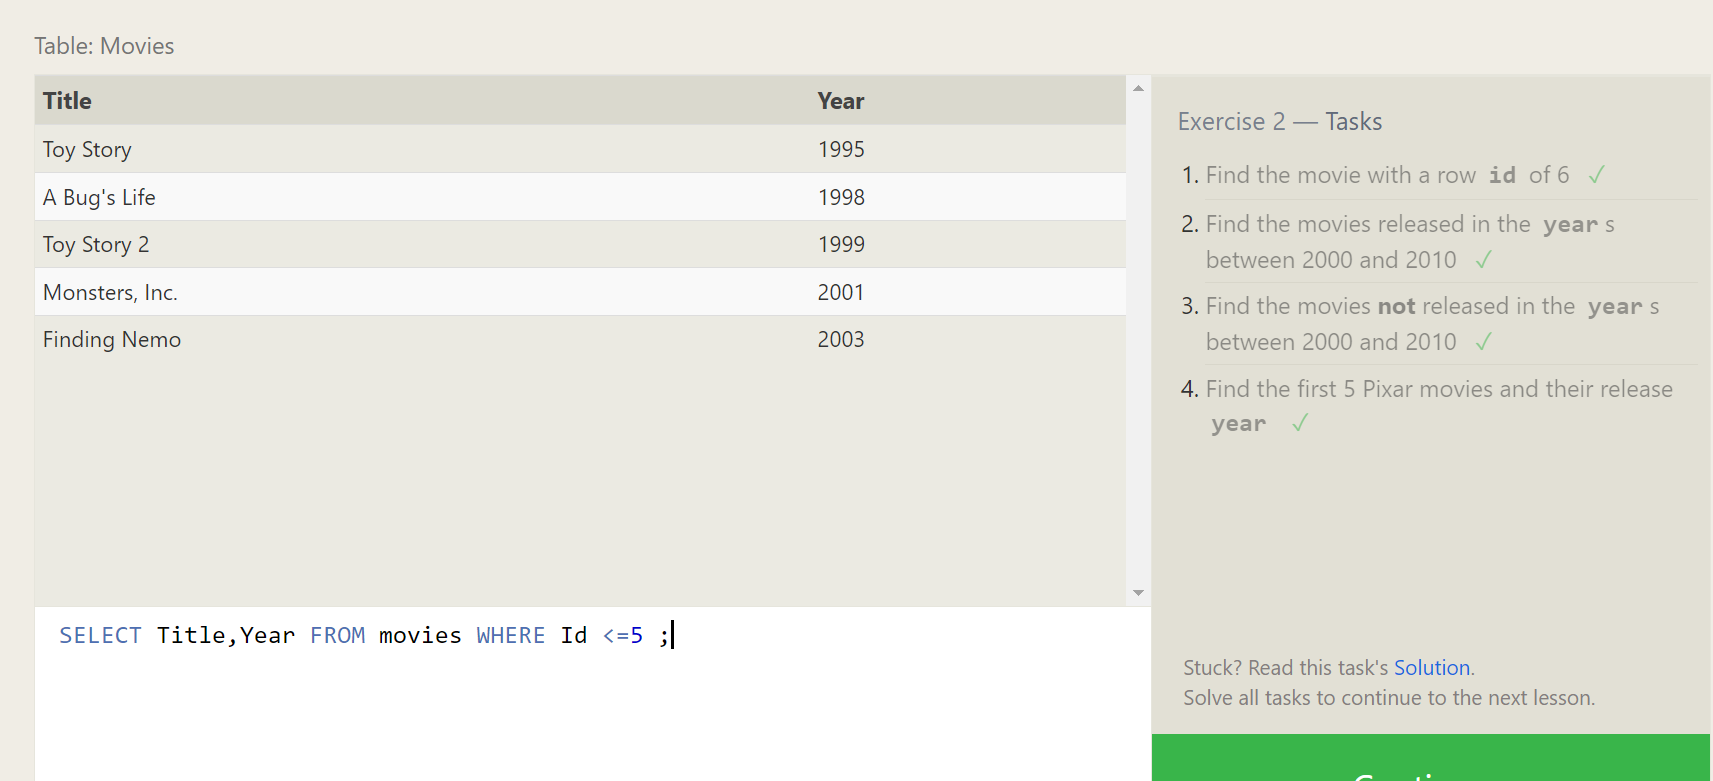 Table: Movies
Title Year
Toy Story 1995
A Bug's Life 1998
Toy Story 2 1999
Monsters, Inc. 2001
Finding Nemo 2003
SELECT Title,Year FROM movies WHERE Id <=5 ;
Exercise 2 — Tasks
1. Find the movie with a row id of 6 ✓
2. Find the movies released in the year s
between 2000 and 2010 ✓
3. Find the movies not released in the year s
between 2000 and 2010 ✓
4. Find the first 5 Pixar movies and their release
year ✓
Stuck? Read this task's Solution.
Solve all tasks to continue to the next lesson.